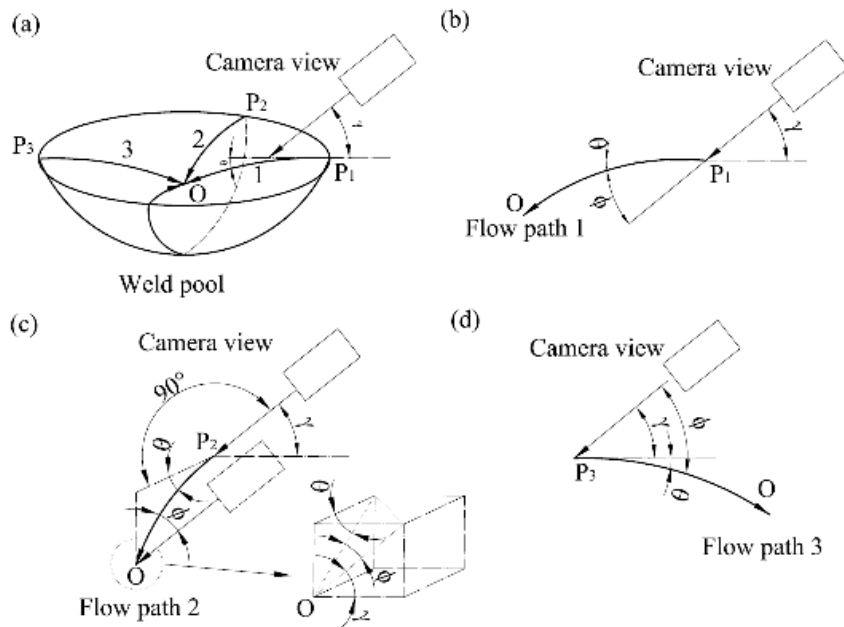 (a)
Camera view
P₂
P₃
3
2
γ
θ
1
P₁
O
Weld pool
(b)
Camera view
γ
θ
P₁
O
ϕ
Flow path 1
(c)
Camera view
90°
γ
θ
P₂
ϕ
θ
O
ϕ
O
γ
Flow path 2
(d)
Camera view
γ
ϕ
P₃
θ
O
Flow path 3